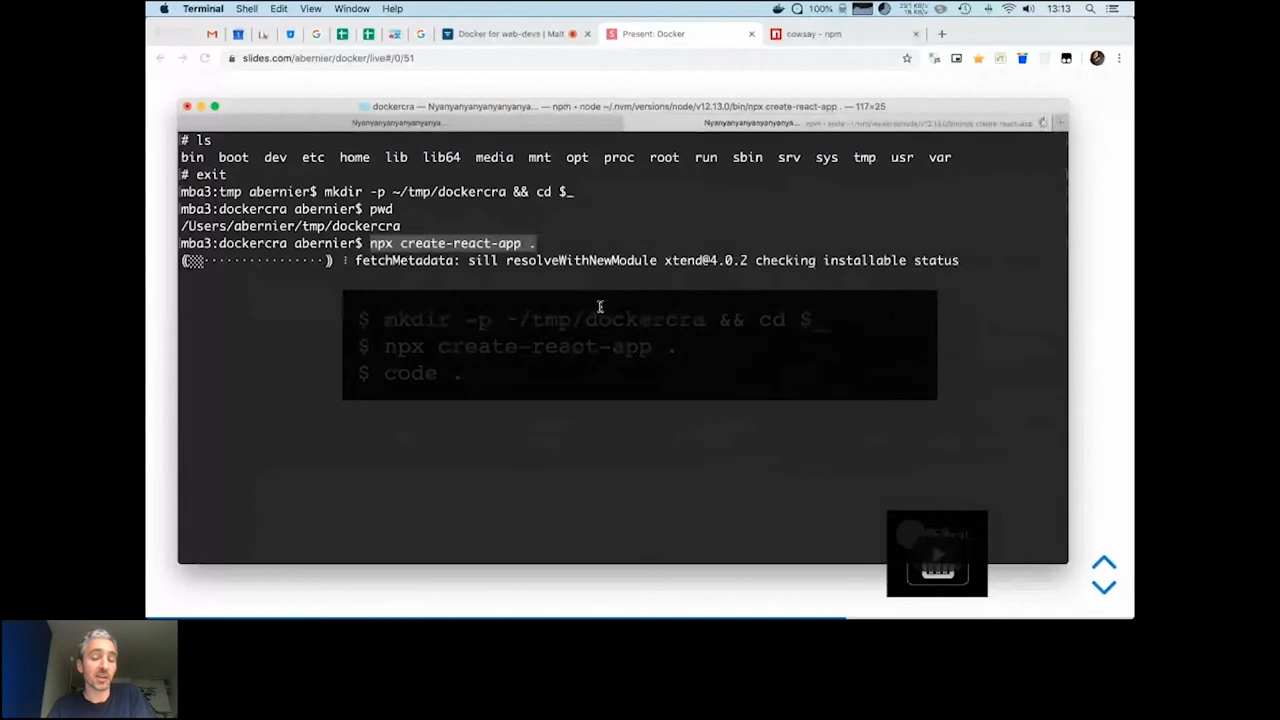 Terminal Shell Edit View Window Help 100% 13:13
Docker for web-devs | Malt Present: Docker cowsay - npm
slides.com/abernier/docker/live#/0/51
dockercra — Nyanyanyanyanyanya... — npm • node ~/.nvm/versions/node/v12.13.0/bin/npx create-react-app . — 117×25
Nyanyanyanyanyanya... Nyanyanyanyanyanya...
# ls
bin boot dev etc home lib lib64 media mnt opt proc root run sbin srv sys tmp usr var
# exit
mba3:tmp abernier$ mkdir -p ~/tmp/dockercra && cd $_
mba3:dockercra abernier$ pwd
/Users/abernier/tmp/dockercra
mba3:dockercra abernier$ npx create-react-app .
fetchMetadata: sill resolveWithNewModule xtend@4.0.2 checking installable status
$ mkdir -p ~/tmp/dockercra && cd $_
$ npx create-react-app .
$ code .